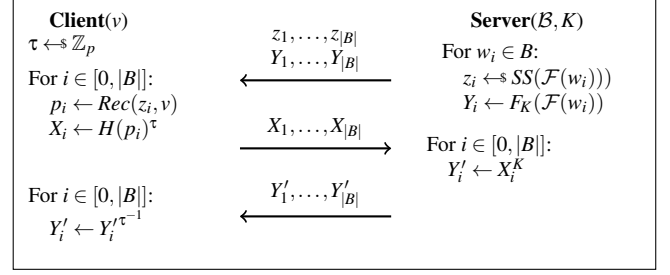 Client(v)
τ ←$ ℤ_p
For i ∈ [0,|B|]:
p_i ← Rec(z_i, v)
X_i ← H(p_i)^τ
For i ∈ [0,|B|]:
Y'_i ← Y'_i^{τ^{-1}}
z_1,...,z_{|B|}
Y_1,...,Y_{|B|}
X_1,...,X_{|B|}
Y'_1,...,Y'_{|B|}
Server(ℬ, K)
For w_i ∈ B:
z_i ←$ SS(ℱ(w_i)))
Y_i ← F_K(ℱ(w_i))
For i ∈ [0,|B|]:
Y'_i ← X_i^K